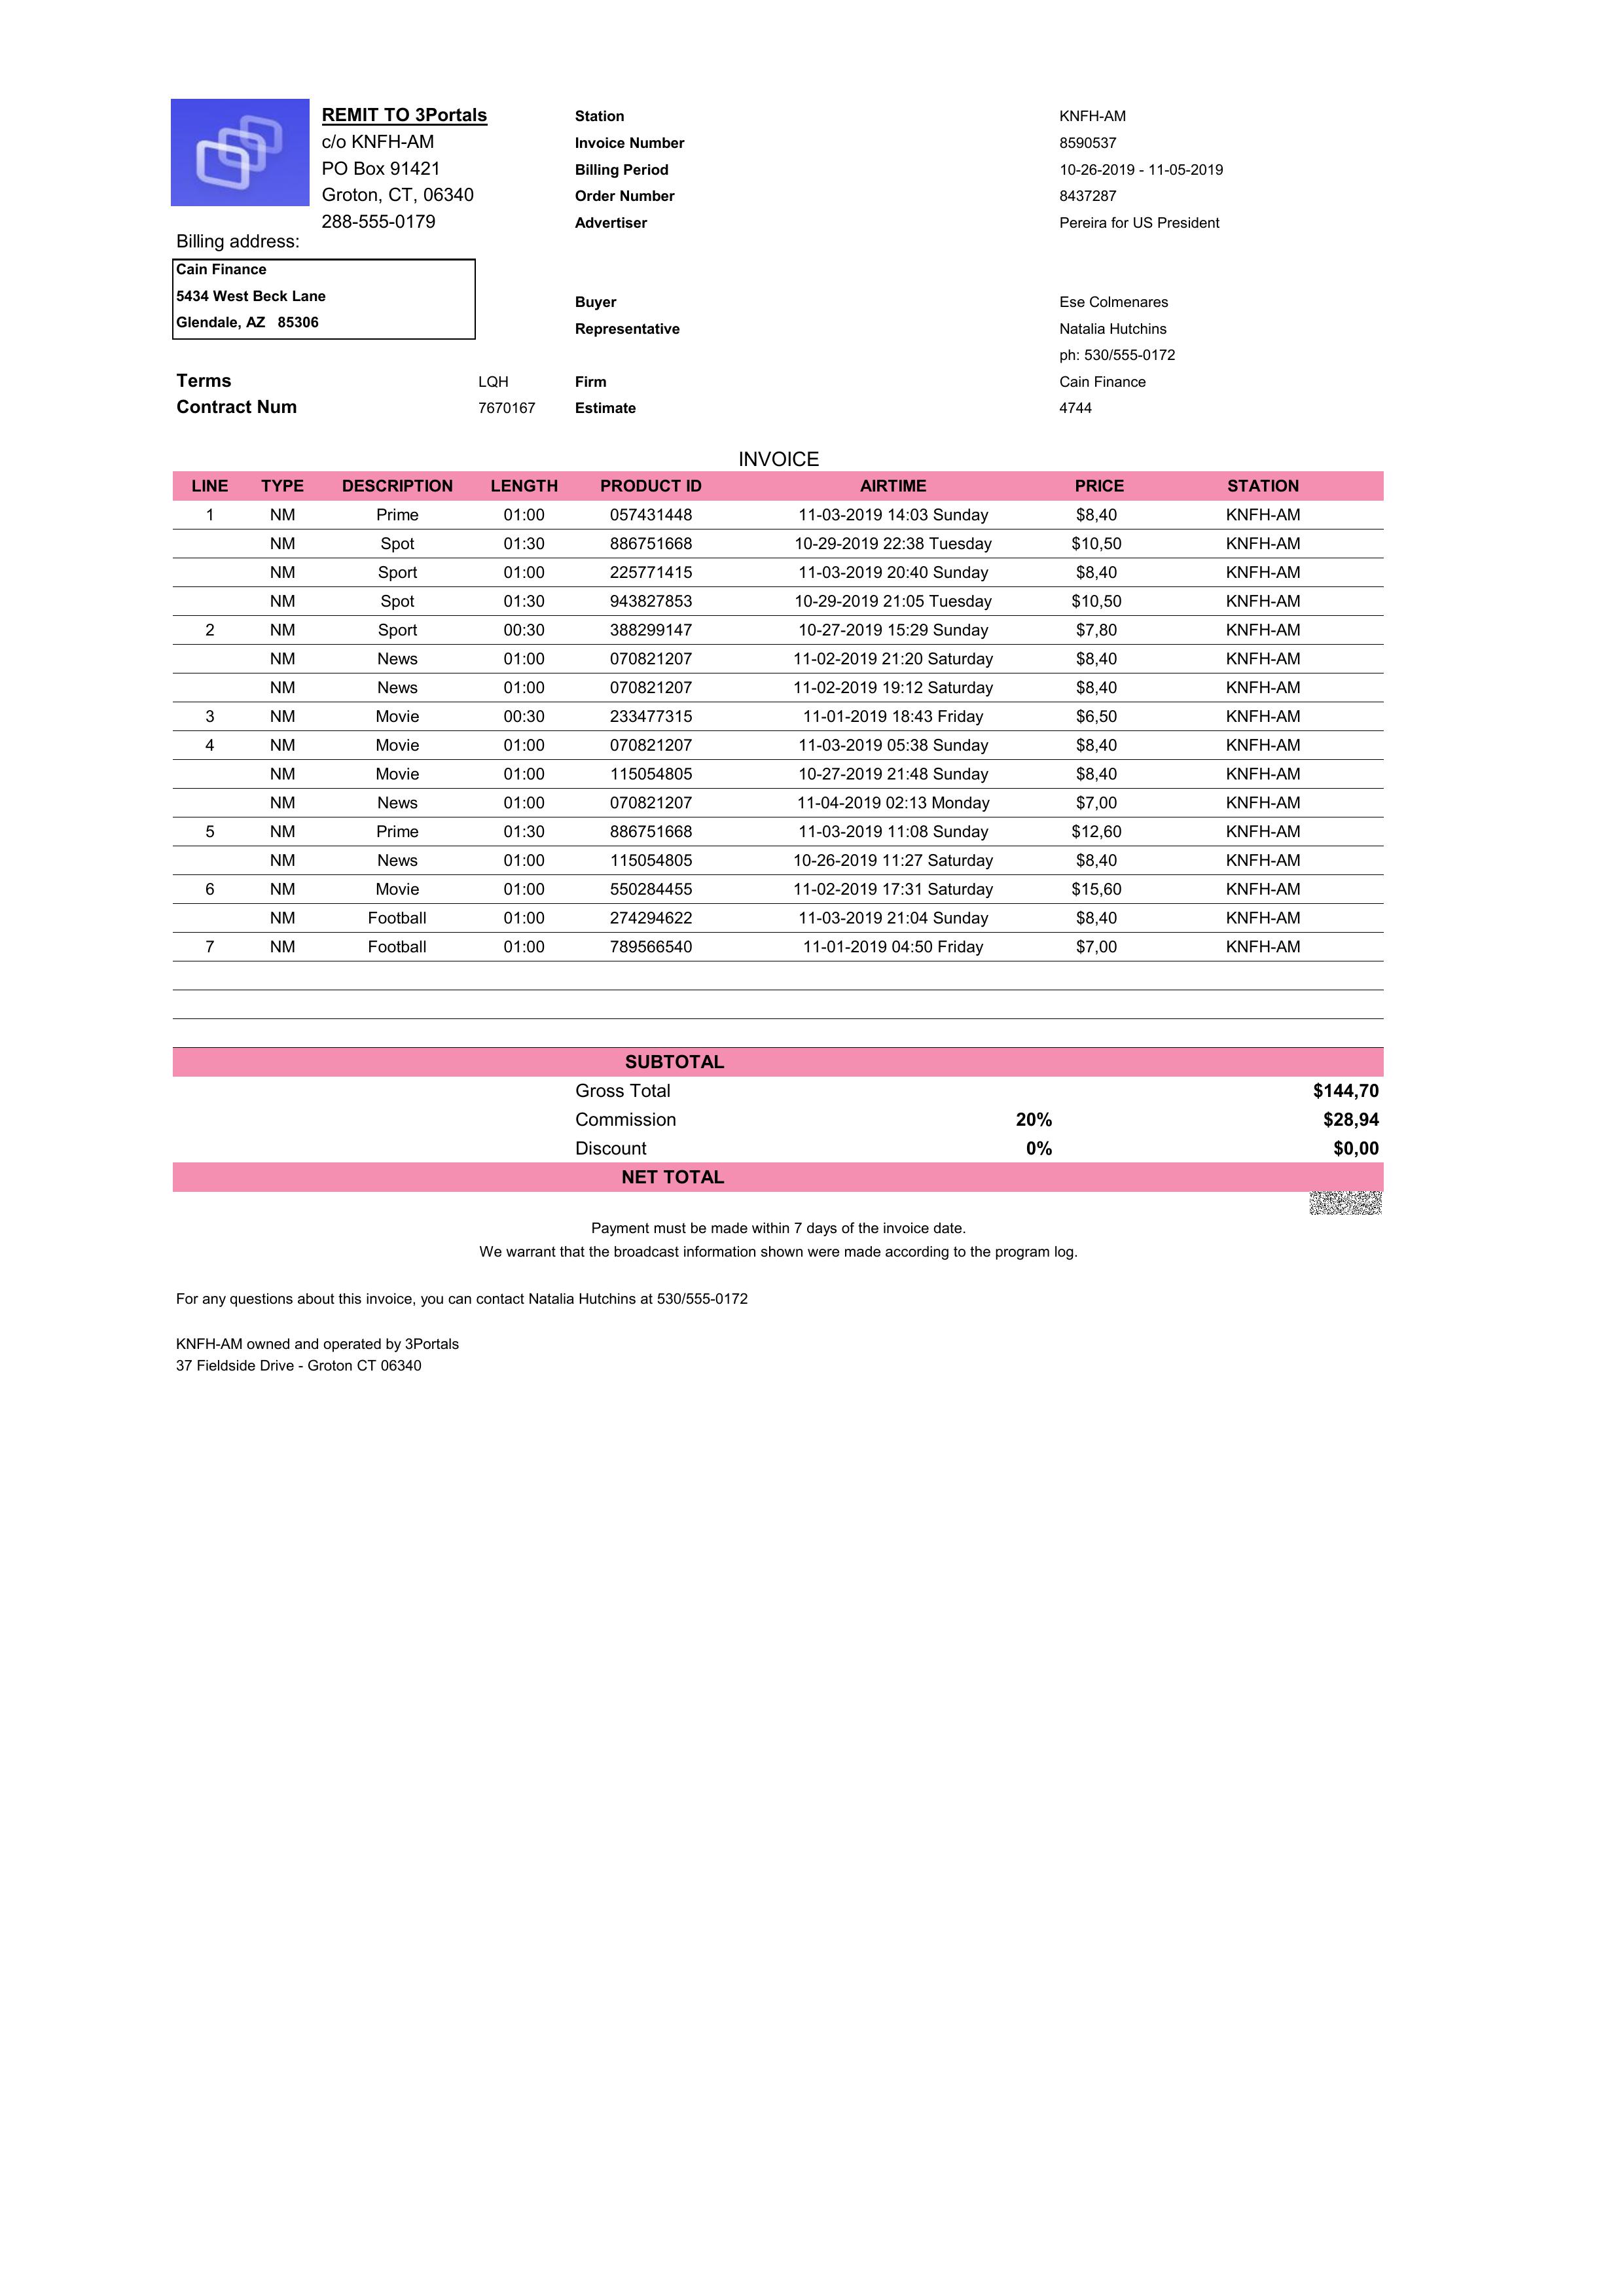 REMIT TO 3Portals
c/o KNFH-AM
PO Box 91421
Groton, CT, 06340
288-555-0179
Billing address:
Cain Finance
5434 West Beck Lane
Glendale, AZ 85306
Terms LQH
Contract Num 7670167
Station KNFH-AM
Invoice Number 8590537
Billing Period 10-26-2019 - 11-05-2019
Order Number 8437287
Advertiser Pereira for US President
Buyer Ese Colmenares
Representative Natalia Hutchins
ph: 530/555-0172
Firm Cain Finance
Estimate 4744
INVOICE
LINE TYPE DESCRIPTION LENGTH PRODUCT ID AIRTIME PRICE STATION
1 NM Prime 01:00 057431448 11-03-2019 14:03 Sunday $8,40 KNFH-AM
NM Spot 01:30 886751668 10-29-2019 22:38 Tuesday $10,50 KNFH-AM
NM Sport 01:00 225771415 11-03-2019 20:40 Sunday $8,40 KNFH-AM
NM Spot 01:30 943827853 10-29-2019 21:05 Tuesday $10,50 KNFH-AM
2 NM Sport 00:30 388299147 10-27-2019 15:29 Sunday $7,80 KNFH-AM
NM News 01:00 070821207 11-02-2019 21:20 Saturday $8,40 KNFH-AM
NM News 01:00 070821207 11-02-2019 19:12 Saturday $8,40 KNFH-AM
3 NM Movie 00:30 233477315 11-01-2019 18:43 Friday $6,50 KNFH-AM
4 NM Movie 01:00 070821207 11-03-2019 05:38 Sunday $8,40 KNFH-AM
NM Movie 01:00 115054805 10-27-2019 21:48 Sunday $8,40 KNFH-AM
NM News 01:00 070821207 11-04-2019 02:13 Monday $7,00 KNFH-AM
5 NM Prime 01:30 886751668 11-03-2019 11:08 Sunday $12,60 KNFH-AM
NM News 01:00 115054805 10-26-2019 11:27 Saturday $8,40 KNFH-AM
6 NM Movie 01:00 550284455 11-02-2019 17:31 Saturday $15,60 KNFH-AM
NM Football 01:00 274294622 11-03-2019 21:04 Sunday $8,40 KNFH-AM
7 NM Football 01:00 789566540 11-01-2019 04:50 Friday $7,00 KNFH-AM
SUBTOTAL
Gross Total $144,70
Commission 20% $28,94
Discount 0% $0,00
NET TOTAL
Payment must be made within 7 days of the invoice date.
We warrant that the broadcast information shown were made according to the program log.
For any questions about this invoice, you can contact Natalia Hutchins at 530/555-0172
KNFH-AM owned and operated by 3Portals
37 Fieldside Drive - Groton CT 06340